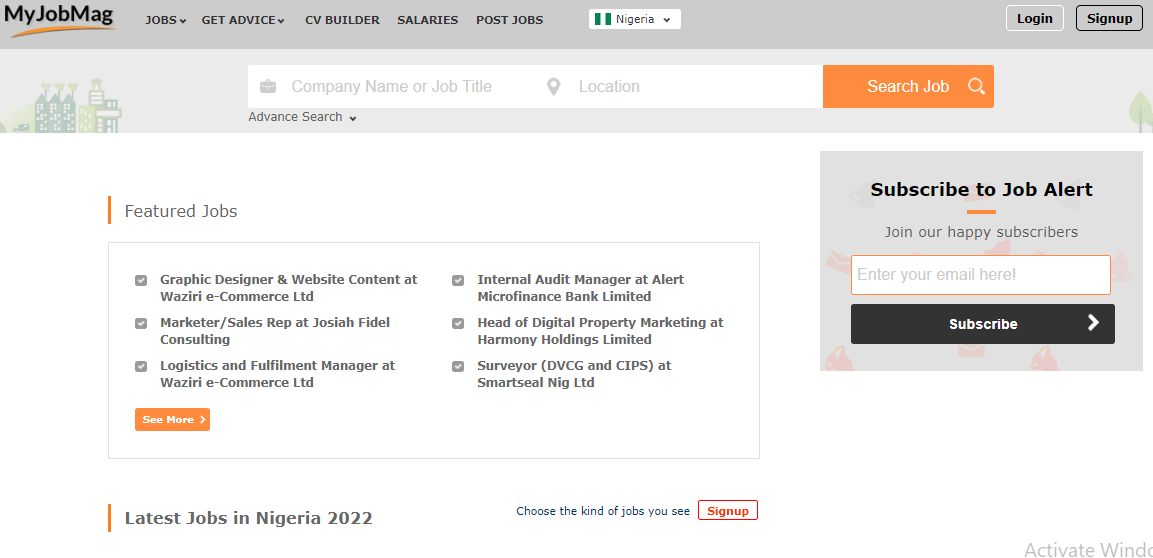 MyJobMag
JOBS GET ADVICE CV BUILDER SALARIES POST JOBS
Nigeria
Login Signup
Company Name or Job Title Location Search Job
Advance Search
Subscribe to Job Alert
Join our happy subscribers
Enter your email here!
Subscribe
Featured Jobs
Graphic Designer & Website Content at
Waziri e-Commerce Ltd
Marketer/Sales Rep at Josiah Fidel
Consulting
Logistics and Fulfilment Manager at
Waziri e-Commerce Ltd
Internal Audit Manager at Alert
Microfinance Bank Limited
Head of Digital Property Marketing at
Harmony Holdings Limited
Surveyor (DVCG and CIPS) at
Smartseal Nig Ltd
See More
Latest Jobs in Nigeria 2022
Choose the kind of jobs you see Signup
Activate Windo